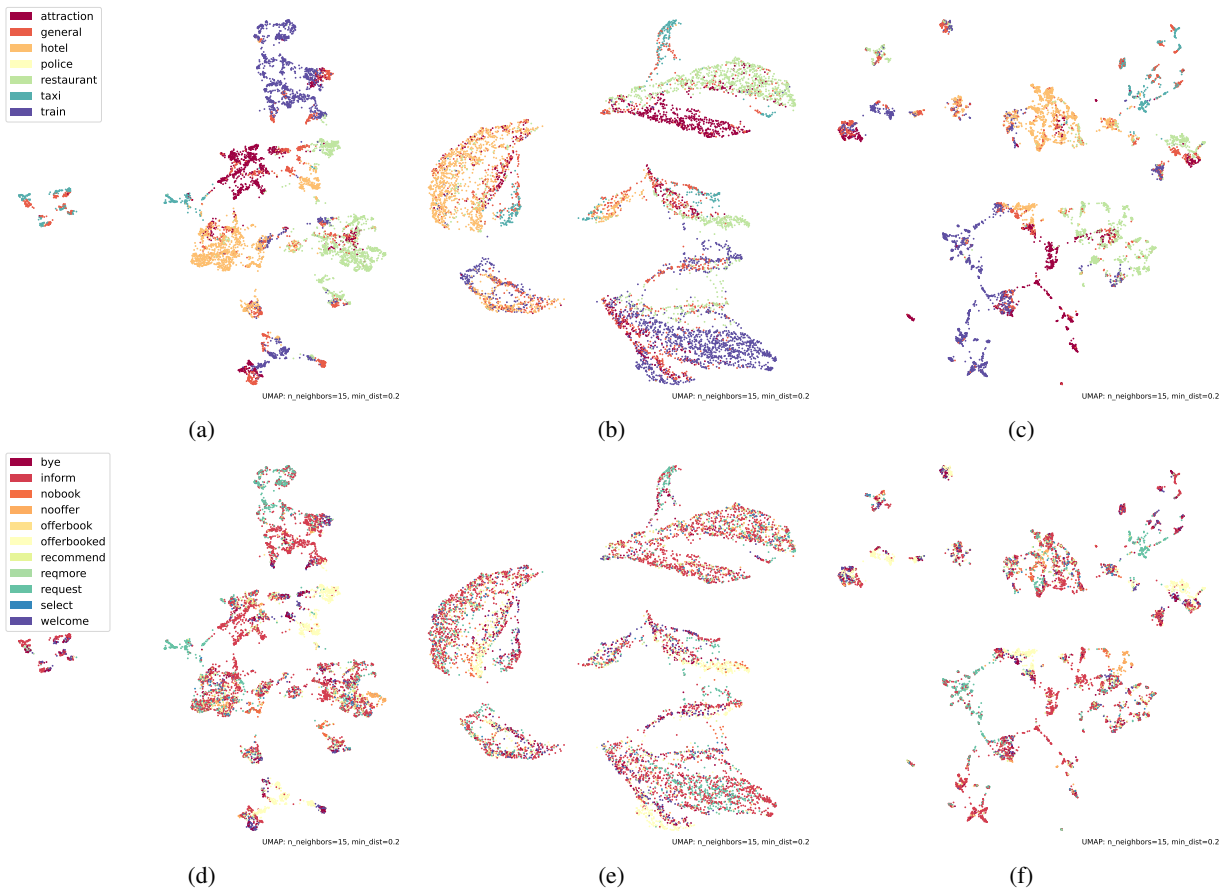 attraction
general
hotel
police
restaurant
taxi
train
UMAP: n_neighbors=15, min_dist=0.2
UMAP: n_neighbors=15, min_dist=0.2
UMAP: n_neighbors=15, min_dist=0.2
(a)
(b)
(c)
bye
inform
nobook
nooffer
offerbook
offerbooked
recommend
reqmore
request
select
welcome
UMAP: n_neighbors=15, min_dist=0.2
UMAP: n_neighbors=15, min_dist=0.2
UMAP: n_neighbors=15, min_dist=0.2
(d)
(e)
(f)